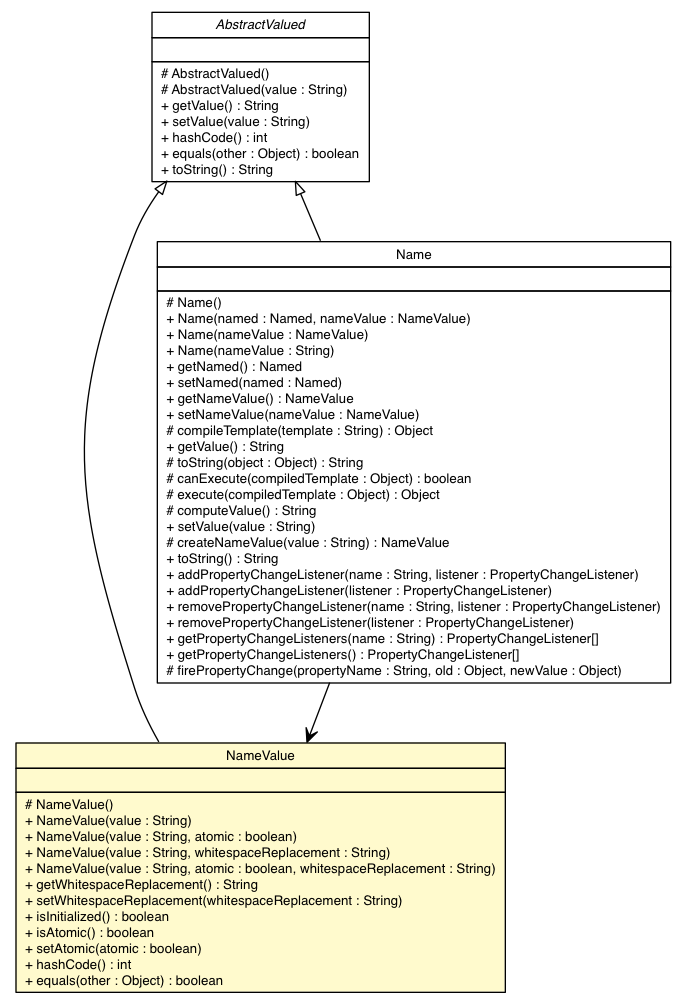 AbstractValued
# AbstractValued()
# AbstractValued(value : String)
+ getValue() : String
+ setValue(value : String)
+ hashCode() : int
+ equals(other : Object) : boolean
+ toString() : String
Name
# Name()
+ Name(named : Named, nameValue : NameValue)
+ Name(nameValue : NameValue)
+ Name(nameValue : String)
+ getNamed() : Named
+ setNamed(named : Named)
+ getNameValue() : NameValue
+ setNameValue(nameValue : NameValue)
# compileTemplate(template : String) : Object
+ getValue() : String
# toString(object : Object) : String
# canExecute(compiledTemplate : Object) : boolean
# execute(compiledTemplate : Object) : Object
# computeValue() : String
+ setValue(value : String)
# createNameValue(value : String) : NameValue
+ toString() : String
+ addPropertyChangeListener(name : String, listener : PropertyChangeListener)
+ addPropertyChangeListener(listener : PropertyChangeListener)
+ removePropertyChangeListener(name : String, listener : PropertyChangeListener)
+ removePropertyChangeListener(listener : PropertyChangeListener)
+ getPropertyChangeListeners(name : String) : PropertyChangeListener[]
+ getPropertyChangeListeners() : PropertyChangeListener[]
# firePropertyChange(propertyName : String, old : Object, newValue : Object)
NameValue
# NameValue()
+ NameValue(value : String)
+ NameValue(value : String, atomic : boolean)
+ NameValue(value : String, whitespaceReplacement : String)
+ NameValue(value : String, atomic : boolean, whitespaceReplacement : String)
+ getWhitespaceReplacement() : String
+ setWhitespaceReplacement(whitespaceReplacement : String)
+ isInitialized() : boolean
+ isAtomic() : boolean
+ setAtomic(atomic : boolean)
+ hashCode() : int
+ equals(other : Object) : boolean